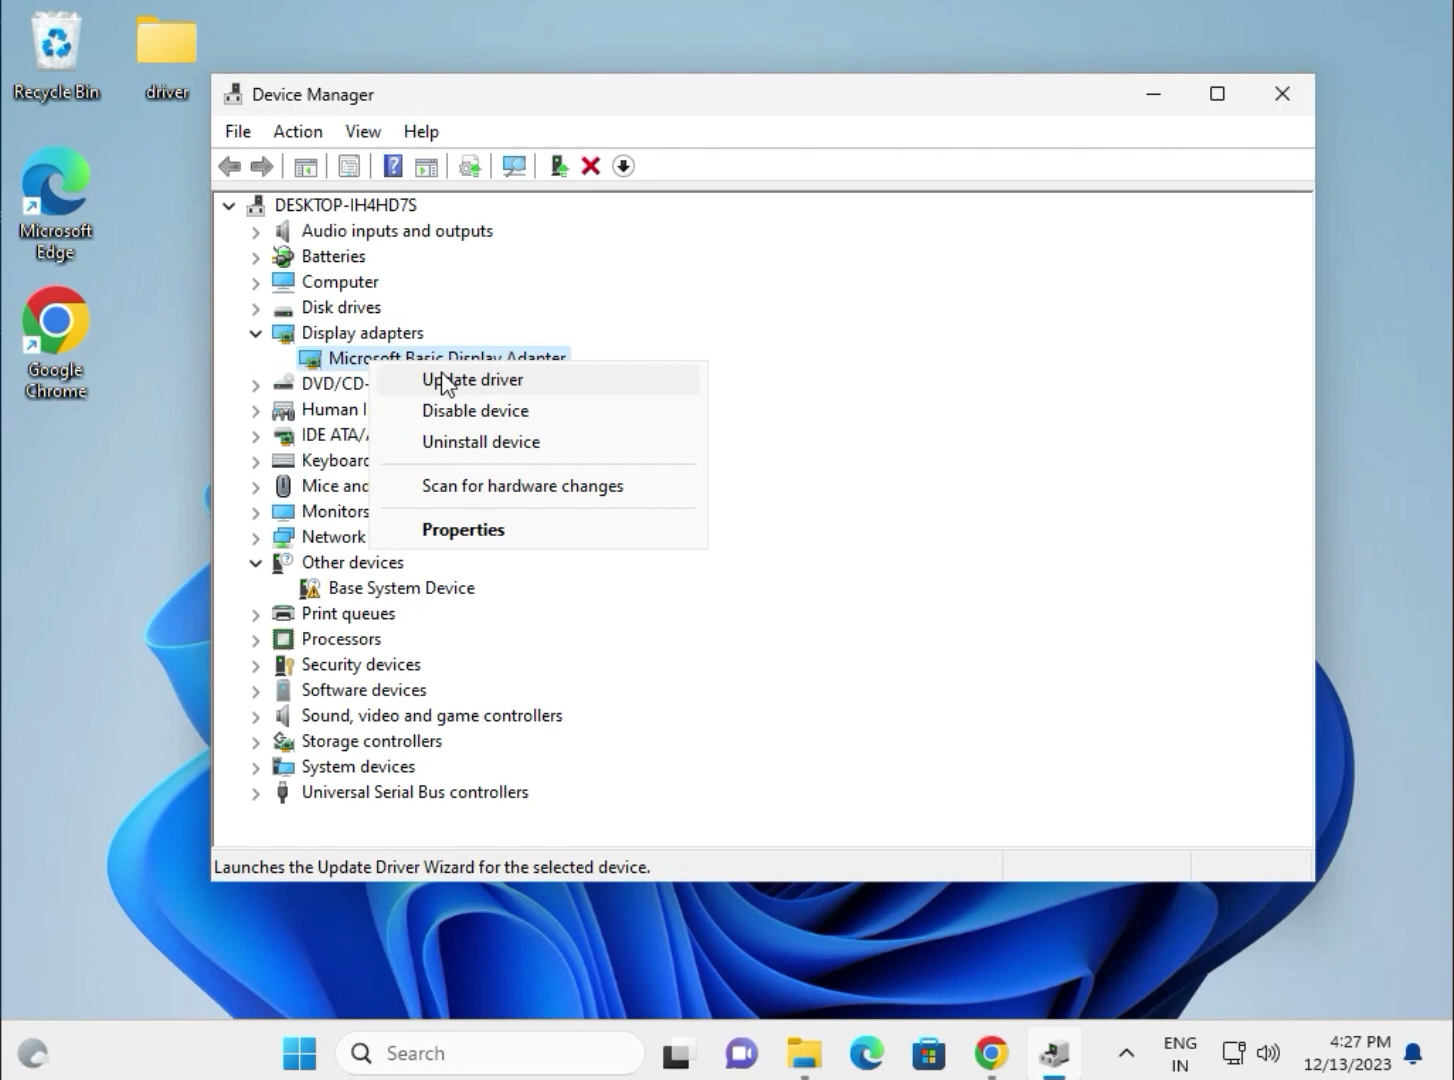 Recycle Bin
driver
Microsoft
Edge
Google
Chrome
Device Manager
File Action View Help
DESKTOP-IH4HD7S
Audio inputs and outputs
Batteries
Computer
Disk drives
Display adapters
Microsoft Basic Display Adapter
DVD/CD-
Human I
IDE ATA/
Keyboard
Mice and
Monitors
Network
Update driver
Disable device
Uninstall device
Scan for hardware changes
Properties
Other devices
Base System Device
Print queues
Processors
Security devices
Software devices
Sound, video and game controllers
Storage controllers
System devices
Universal Serial Bus controllers
Launches the Update Driver Wizard for the selected device.
Search
ENG
IN
4:27 PM
12/13/2023